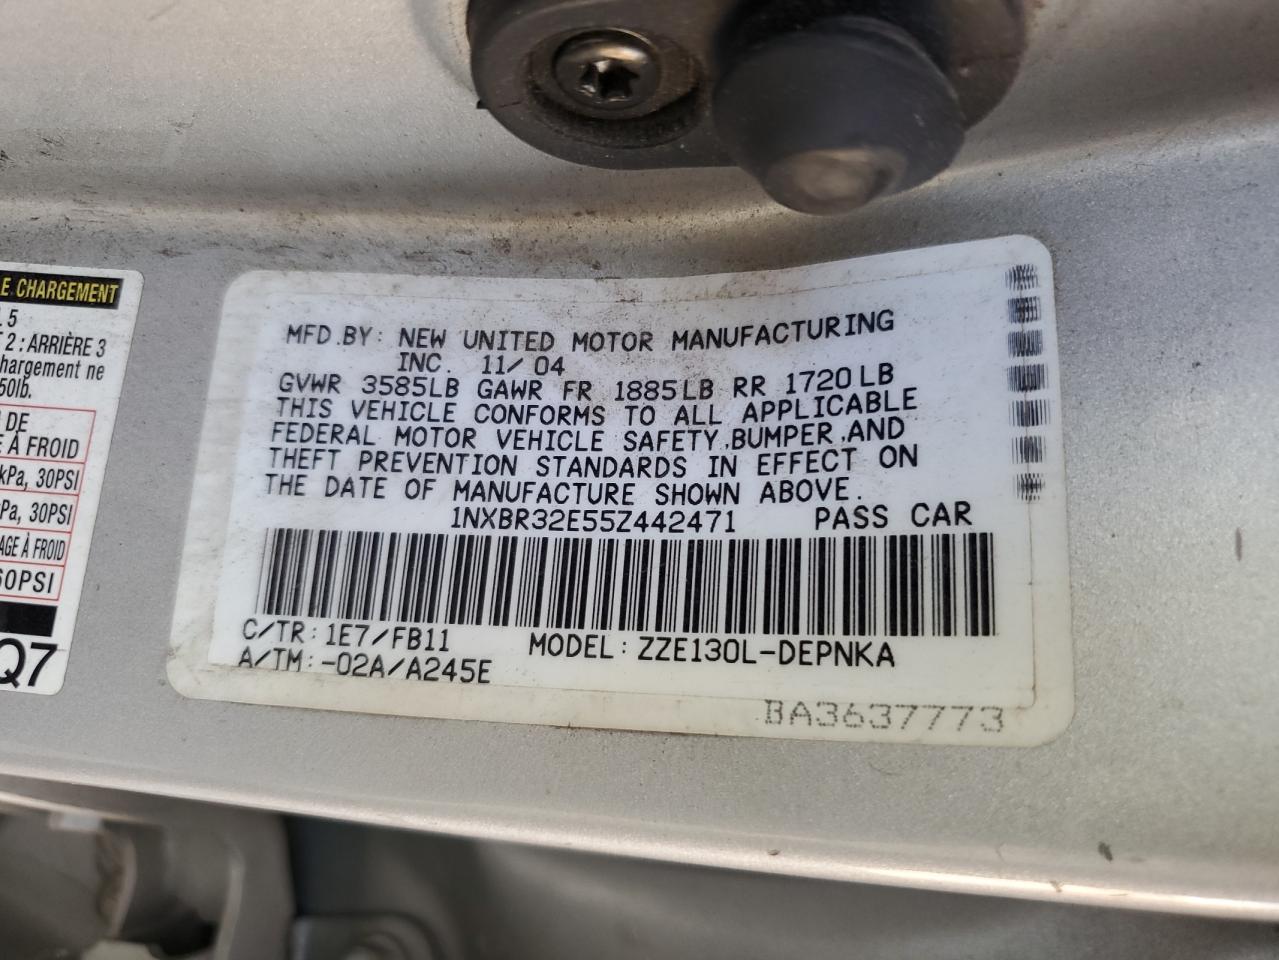 E CHARGEMENT
5
2 : ARRIÈRE 3
chargement ne
50lb.
DE
À FROID
kPa, 30PSI
Pa, 30PSI
AGE À FROID
60PSI
Q7
MFD.BY: NEW UNITED MOTOR MANUFACTURING
INC. 11/04
GVWR 3585LB GAWR FR 1885LB RR 1720LB
THIS VEHICLE CONFORMS TO ALL APPLICABLE
FEDERAL MOTOR VEHICLE SAFETY,BUMPER,AND
THEFT PREVENTION STANDARDS IN EFFECT ON
THE DATE OF MANUFACTURE SHOWN ABOVE.
1NXBR32E55Z442471 PASS CAR
C/TR: 1E7/FB11 MODEL: ZZE130L-DEPNKA
A/TM: -02A/A245E
BA3637773